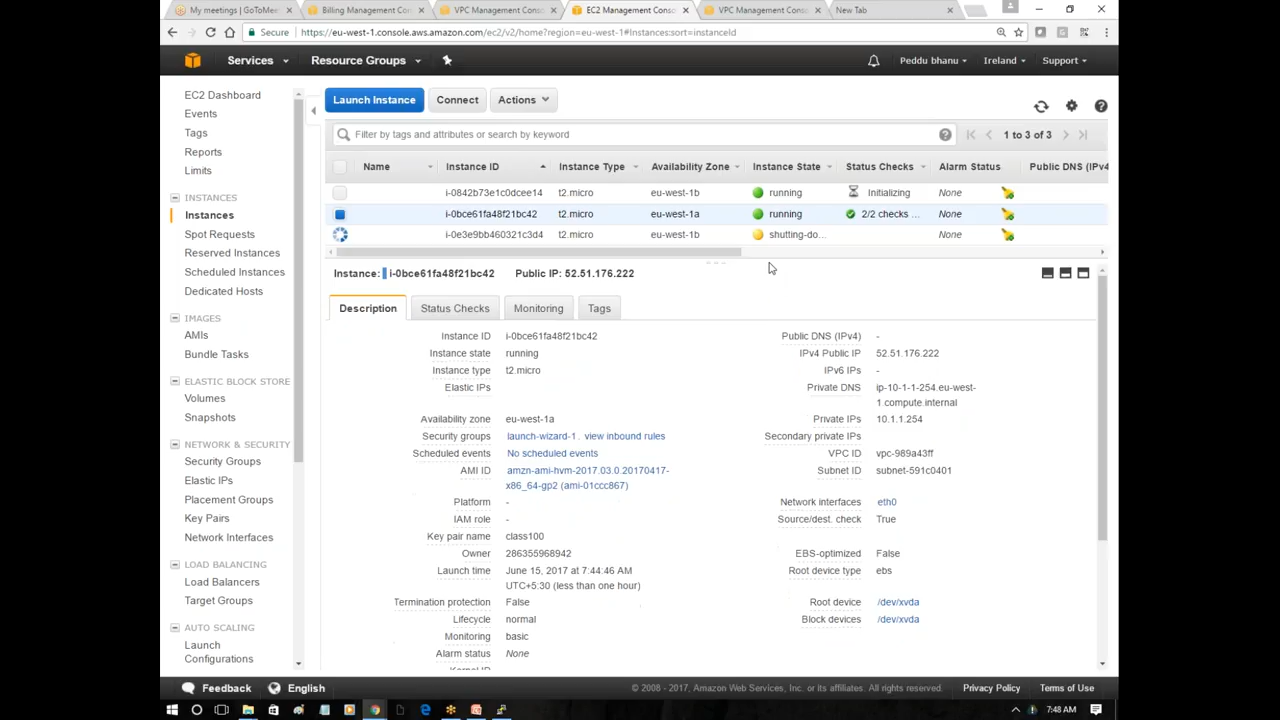 My meetings | GoToMee
Billing Management Con
VPC Management Conso
EC2 Management Conso
VPC Management Conso
New Tab
Secure
https://eu-west-1.console.aws.amazon.com/ec2/v2/home?region=eu-west-1#Instances:sort=instanceId
Services
Resource Groups
Peddu bhanu
Ireland
Support
EC2 Dashboard
Events
Tags
Reports
Limits
INSTANCES
Instances
Spot Requests
Reserved Instances
Scheduled Instances
Dedicated Hosts
IMAGES
AMIs
Bundle Tasks
ELASTIC BLOCK STORE
Volumes
Snapshots
NETWORK & SECURITY
Security Groups
Elastic IPs
Placement Groups
Key Pairs
Network Interfaces
LOAD BALANCING
Load Balancers
Target Groups
AUTO SCALING
Launch
Configurations
Launch Instance
Connect
Actions
Filter by tags and attributes or search by keyword
1 to 3 of 3
Name Instance ID Instance Type Availability Zone Instance State Status Checks Alarm Status Public DNS (IPv4
i-0842b73e1c0dcee14 t2.micro eu-west-1b running Initializing None
i-0bce61fa48f21bc42 t2.micro eu-west-1a running 2/2 checks ... None
i-0e3e9bb460321c3d4 t2.micro eu-west-1b shutting-do... None
Instance: i-0bce61fa48f21bc42 Public IP: 52.51.176.222
Description Status Checks Monitoring Tags
Instance ID i-0bce61fa48f21bc42
Instance state running
Instance type t2.micro
Elastic IPs
Availability zone eu-west-1a
Security groups launch-wizard-1. view inbound rules
Scheduled events No scheduled events
AMI ID amzn-ami-hvm-2017.03.0.20170417-
x86_64-gp2 (ami-01ccc867)
Platform -
IAM role -
Key pair name class100
Owner 286355968942
Launch time June 15, 2017 at 7:44:46 AM
UTC+5:30 (less than one hour)
Termination protection False
Lifecycle normal
Monitoring basic
Alarm status None
Kernel ID
Public DNS (IPv4) -
IPv4 Public IP 52.51.176.222
IPv6 IPs -
Private DNS ip-10-1-1-254.eu-west-
1.compute.internal
Private IPs 10.1.1.254
Secondary private IPs
VPC ID vpc-989a43ff
Subnet ID subnet-591c0401
Network interfaces eth0
Source/dest. check True
EBS-optimized False
Root device type ebs
Root device /dev/xvda
Block devices /dev/xvda
Feedback
English
© 2008 - 2017, Amazon Web Services, Inc. or its affiliates. All rights reserved.
Privacy Policy
Terms of Use
7:48 AM